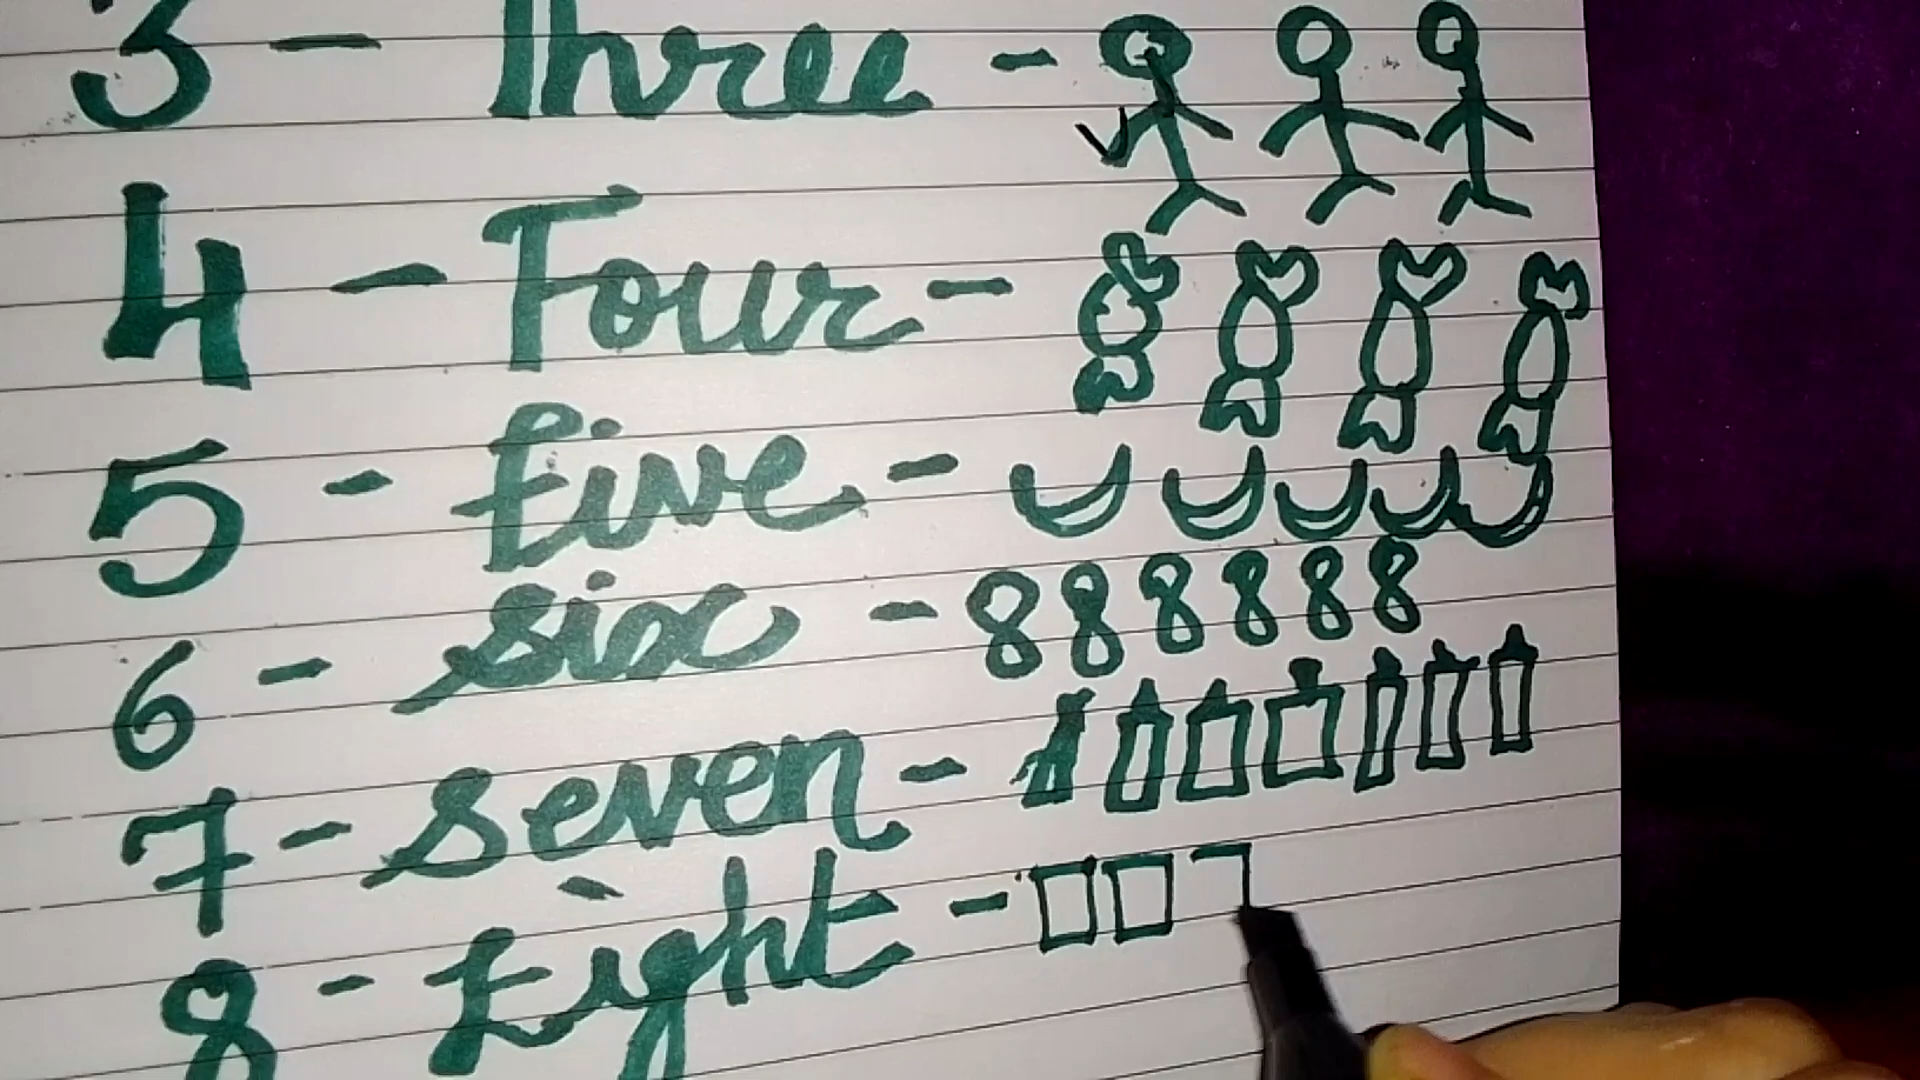 3 - Three -
4 - Four -
5 - five -
6 - six - 888888
7 - seven -
8 - Eight -